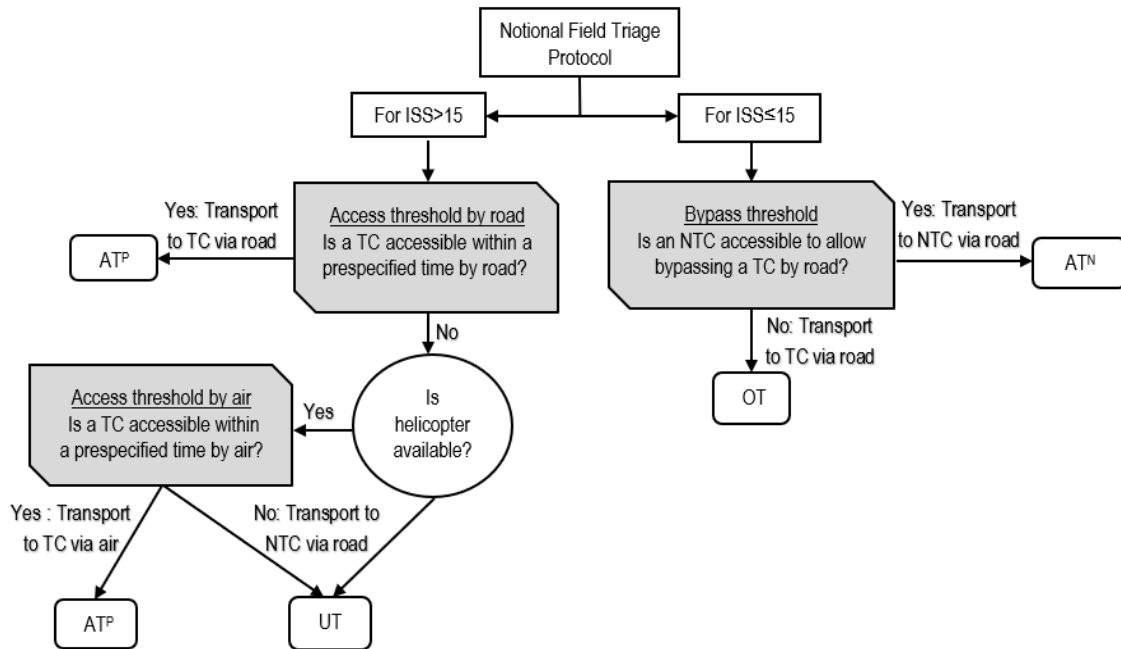 Notional Field Triage
Protocol
For ISS>15
For ISS≤15
Access threshold by road
Is a TC accessible within a
prespecified time by road?
Yes: Transport
to TC via road
ATᴾ
Bypass threshold
Is an NTC accessible to allow
bypassing a TC by road?
Yes: Transport
to NTC via road
ATᴺ
No
No: Transport
to TC via road
OT
Is
helicopter
available?
Yes
Access threshold by air
Is a TC accessible within
a prespecified time by air?
Yes : Transport
to TC via air
No: Transport to
NTC via road
ATᴾ
UT